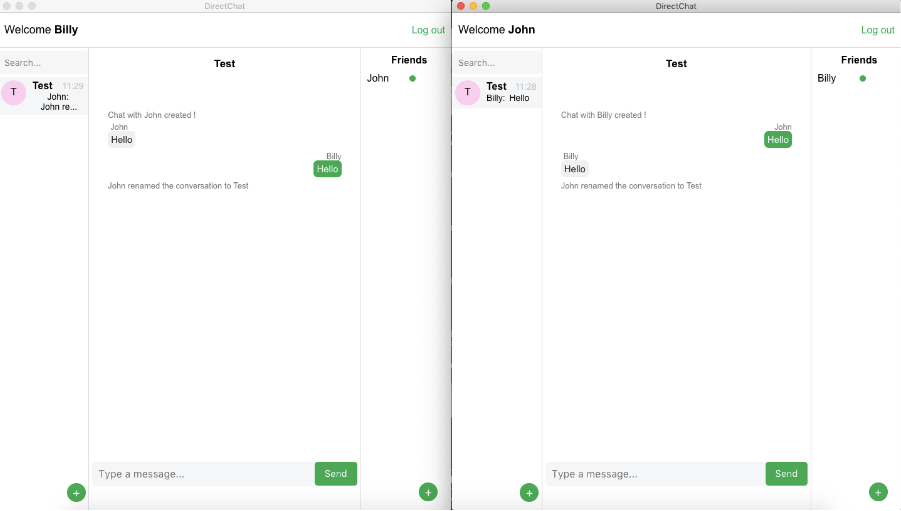 DirectChat
Welcome Billy
Log out
Search...
T
Test
11:29
John:
John re...
Test
Chat with John created !
John
Hello
Billy
Hello
John renamed the conversation to Test
Type a message...
Send
+
Friends
John
+
DirectChat
Welcome John
Log out
Search...
T
Test
11:28
Billy: Hello
Test
Chat with Billy created !
John
Hello
Billy
Hello
John renamed the conversation to Test
Type a message...
Send
+
Friends
Billy
+